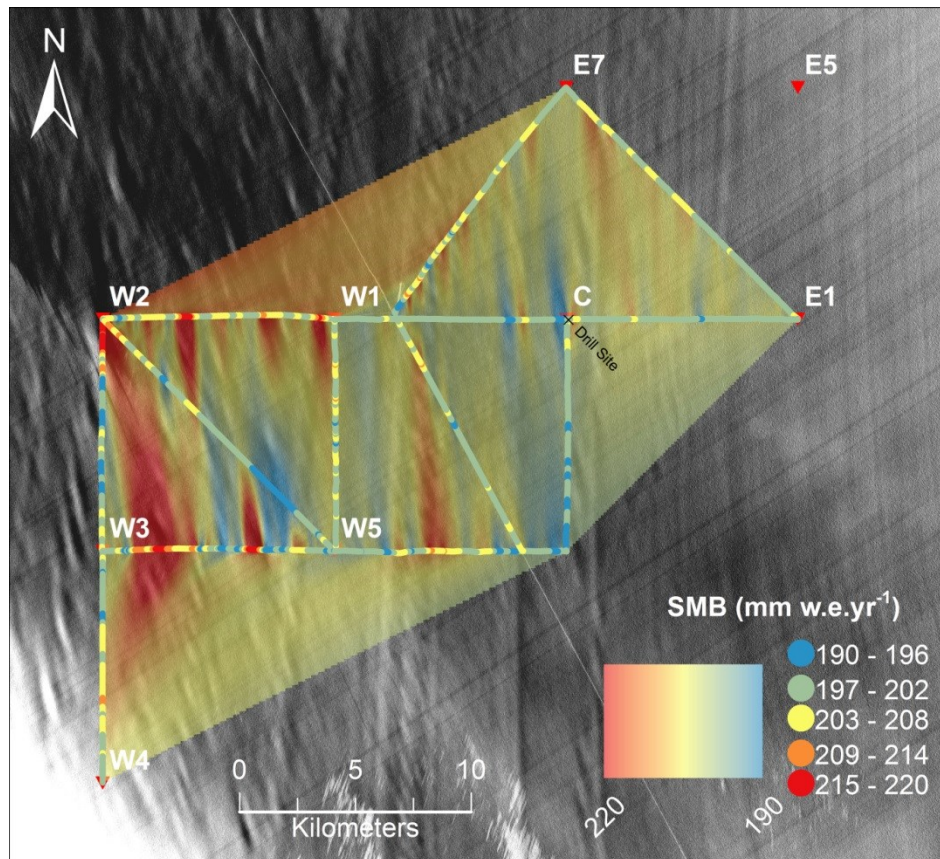 N
E7
E5
W2
W1
C
E1
Drill Site
W3
W5
W4
0 5 10
Kilometers
SMB (mm w.e.yr-1)
190 - 196
197 - 202
203 - 208
209 - 214
215 - 220
220
190